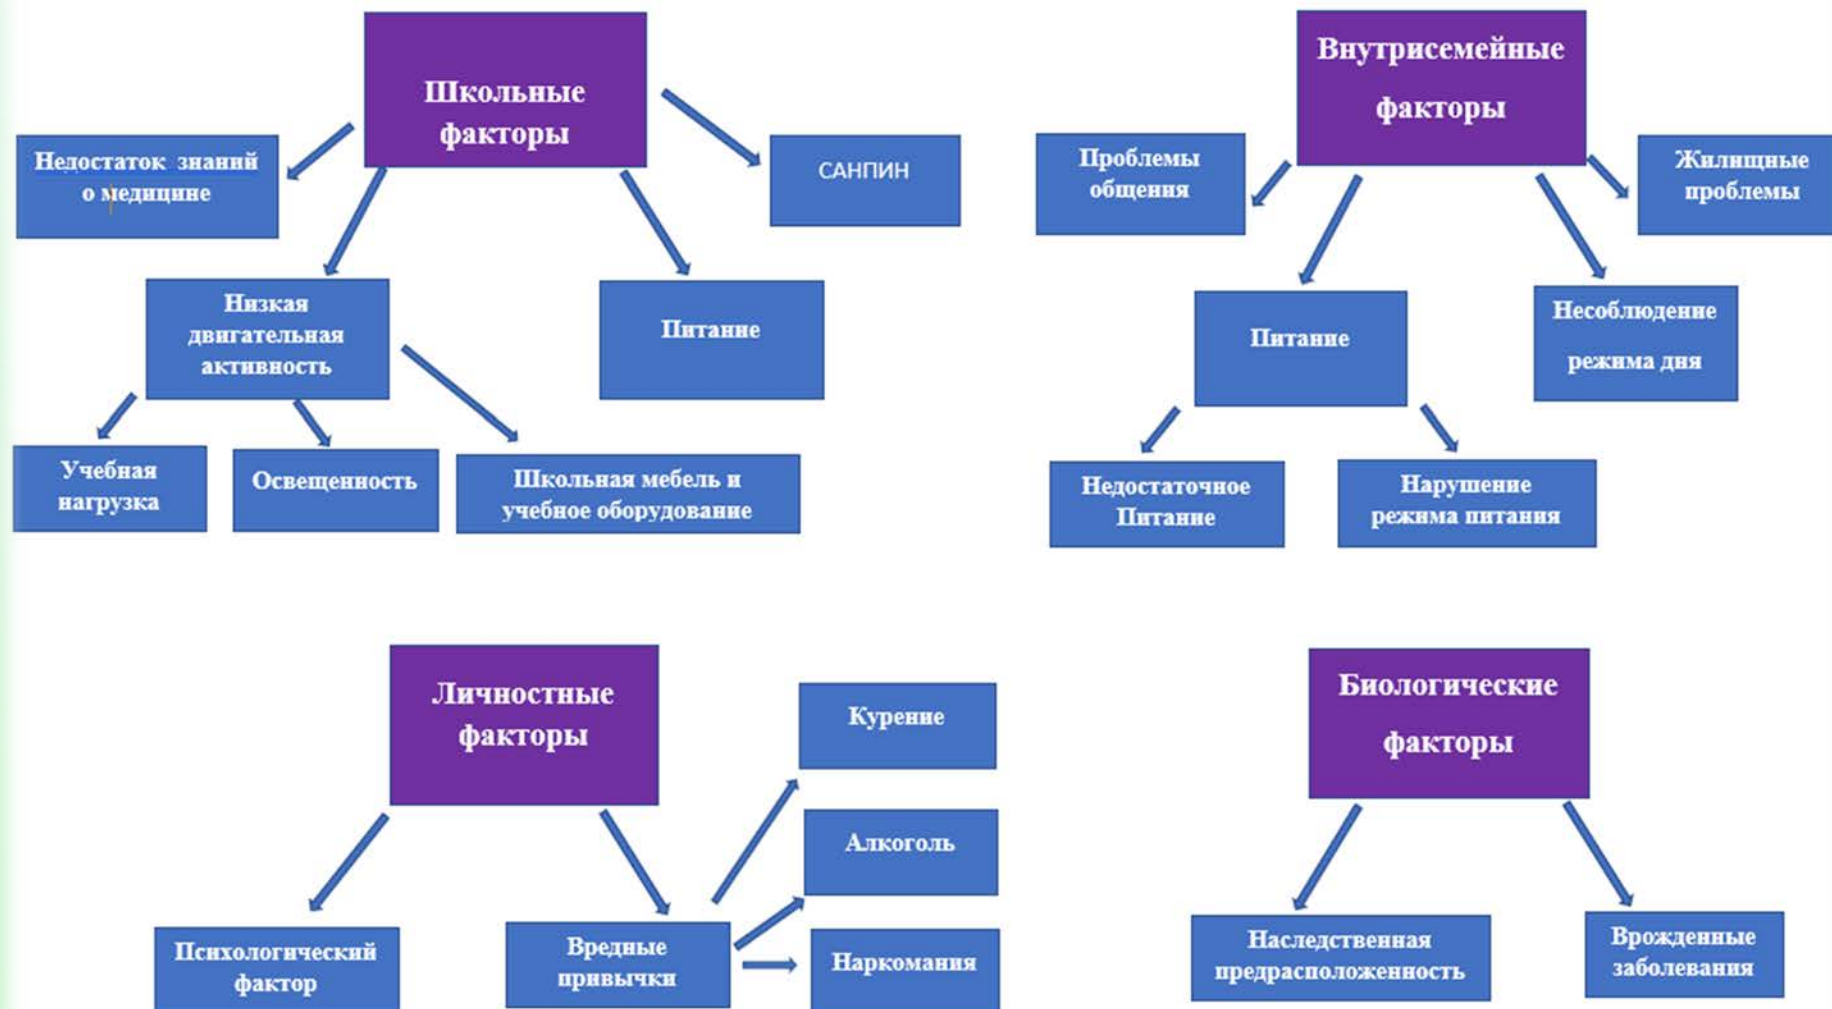 Школьные
факторы
Недостаток знаний
о медицине
САНПИН
Низкая
двигательная
активность
Питание
Учебная
нагрузка
Освещенность
Школьная мебель и
учебное оборудование
Внутрисемейные
факторы
Проблемы
общения
Жилищные
проблемы
Питание
Несоблюдение
режима дня
Недостаточное
Питание
Нарушение
режима питания
Личностные
факторы
Курение
Алкоголь
Психологический
фактор
Вредные
привычки
Наркомания
Биологические
факторы
Наследственная
предрасположенность
Врожденные
заболевания